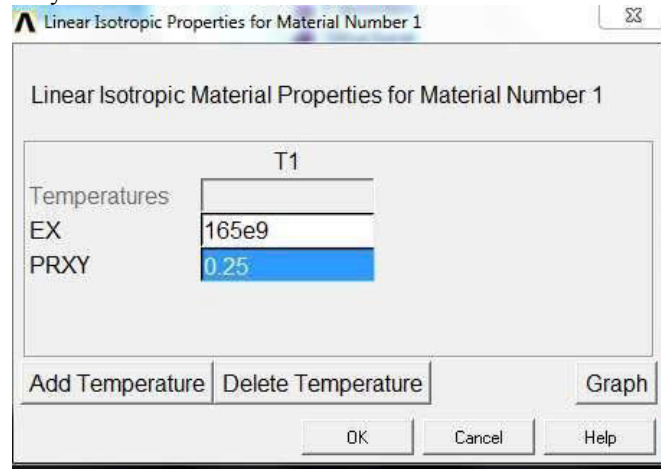 Linear Isotropic Properties for Material Number 1
Linear Isotropic Material Properties for Material Number 1
T1
Temperatures
EX 165e9
PRXY 0.25
Add Temperature Delete Temperature Graph
OK Cancel Help